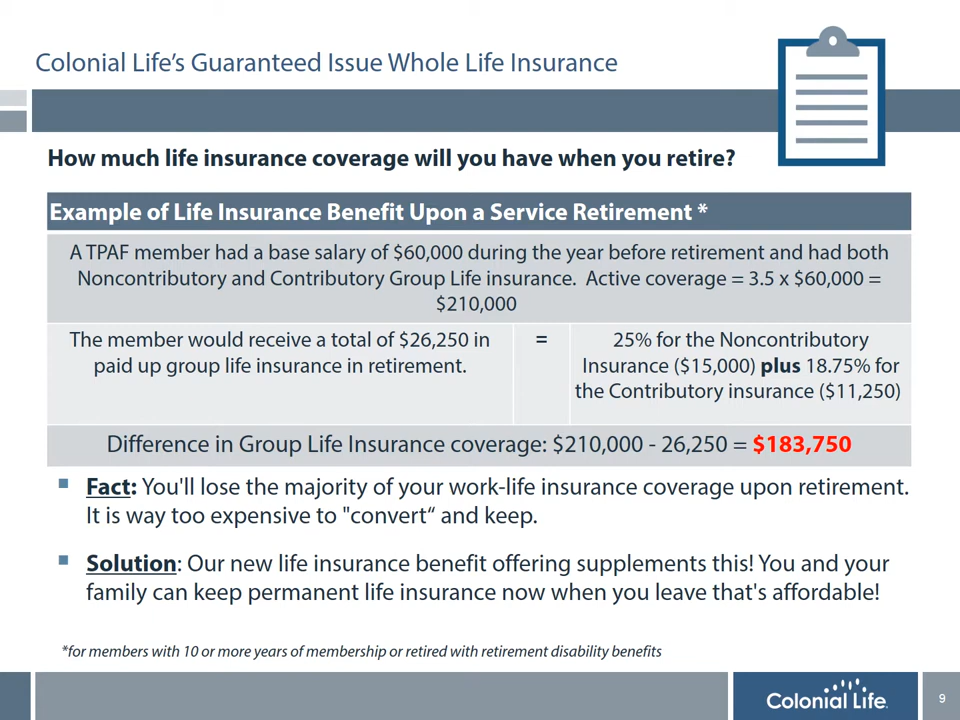 Colonial Life’s Guaranteed Issue Whole Life Insurance
How much life insurance coverage will you have when you retire?
Example of Life Insurance Benefit Upon a Service Retirement *
A TPAF member had a base salary of $60,000 during the year before retirement and had both
Noncontributory and Contributory Group Life insurance.  Active coverage = 3.5 x $60,000 =
$210,000
The member would receive a total of $26,250 in
paid up group life insurance in retirement.
=
25% for the Noncontributory
Insurance ($15,000) plus 18.75% for
the Contributory insurance ($11,250)
Difference in Group Life Insurance coverage: $210,000 - 26,250 = $183,750
Fact: You'll lose the majority of your work-life insurance coverage upon retirement.
It is way too expensive to "convert“ and keep.
Solution: Our new life insurance benefit offering supplements this! You and your
family can keep permanent life insurance now when you leave that's affordable!
*for members with 10 or more years of membership or retired with retirement disability benefits
Colonial Life.
9